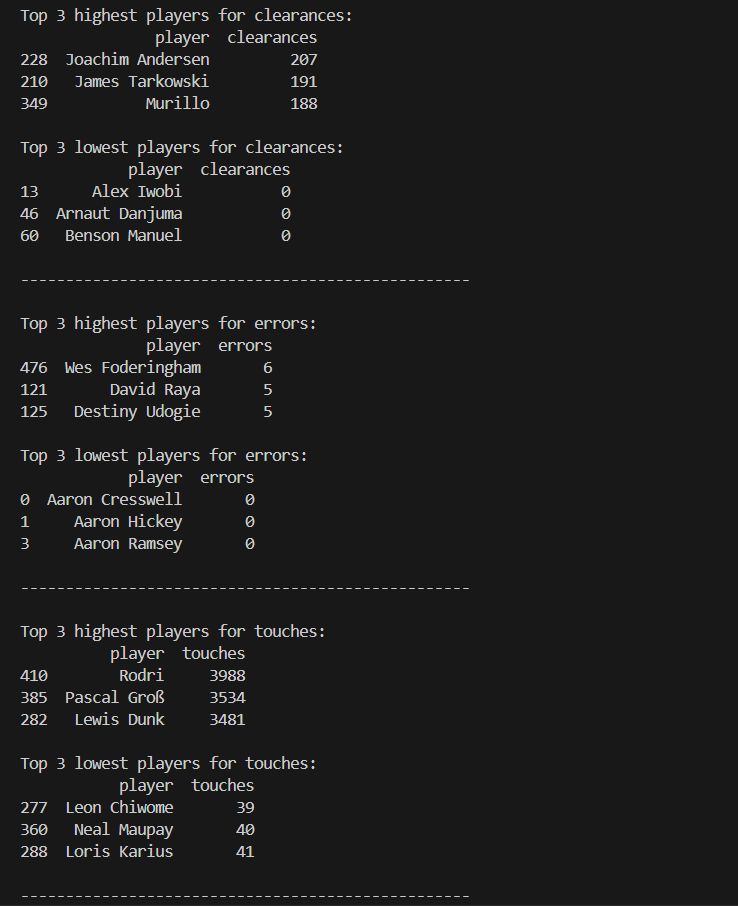 Top 3 highest players for clearances:
               player  clearances
228  Joachim Andersen         207
210   James Tarkowski         191
349           Murillo         188

Top 3 lowest players for clearances:
            player  clearances
13      Alex Iwobi           0
46  Arnaut Danjuma           0
60   Benson Manuel           0

--------------------------------------------------

Top 3 highest players for errors:
              player  errors
476  Wes Foderingham       6
121       David Raya       5
125   Destiny Udogie       5

Top 3 lowest players for errors:
            player  errors
0  Aaron Cresswell       0
1     Aaron Hickey       0
3     Aaron Ramsey       0

--------------------------------------------------

Top 3 highest players for touches:
          player  touches
410        Rodri     3988
385  Pascal Groß     3534
282   Lewis Dunk     3481

Top 3 lowest players for touches:
           player  touches
277  Leon Chiwome       39
360   Neal Maupay       40
288  Loris Karius       41

--------------------------------------------------